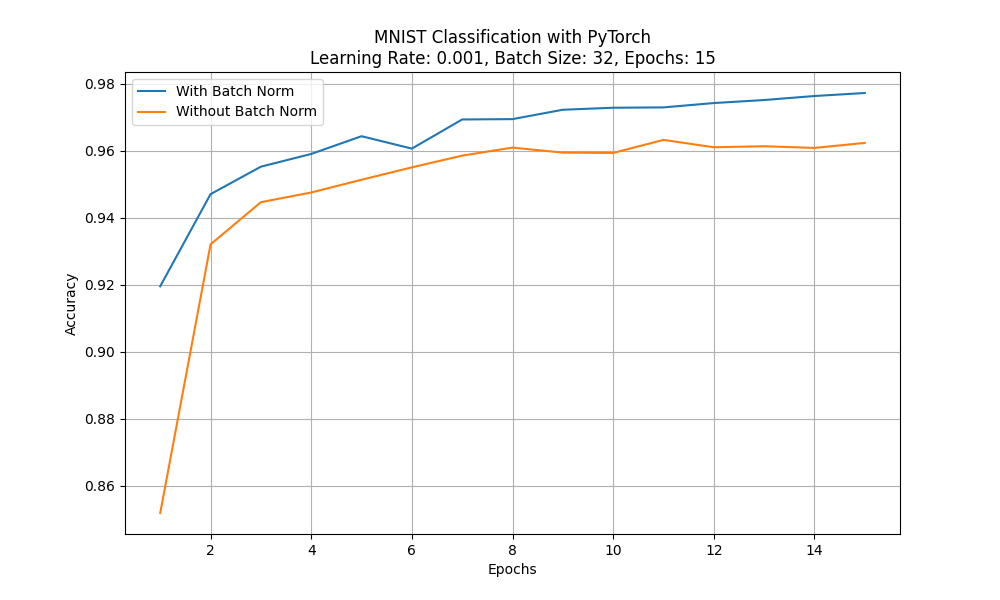 MNIST Classification with PyTorch
Learning Rate: 0.001, Batch Size: 32, Epochs: 15
With Batch Norm
Without Batch Norm
0.98
0.96
0.94
0.92
0.90
0.88
0.86
Accuracy
2 4 6 8 10 12 14
Epochs